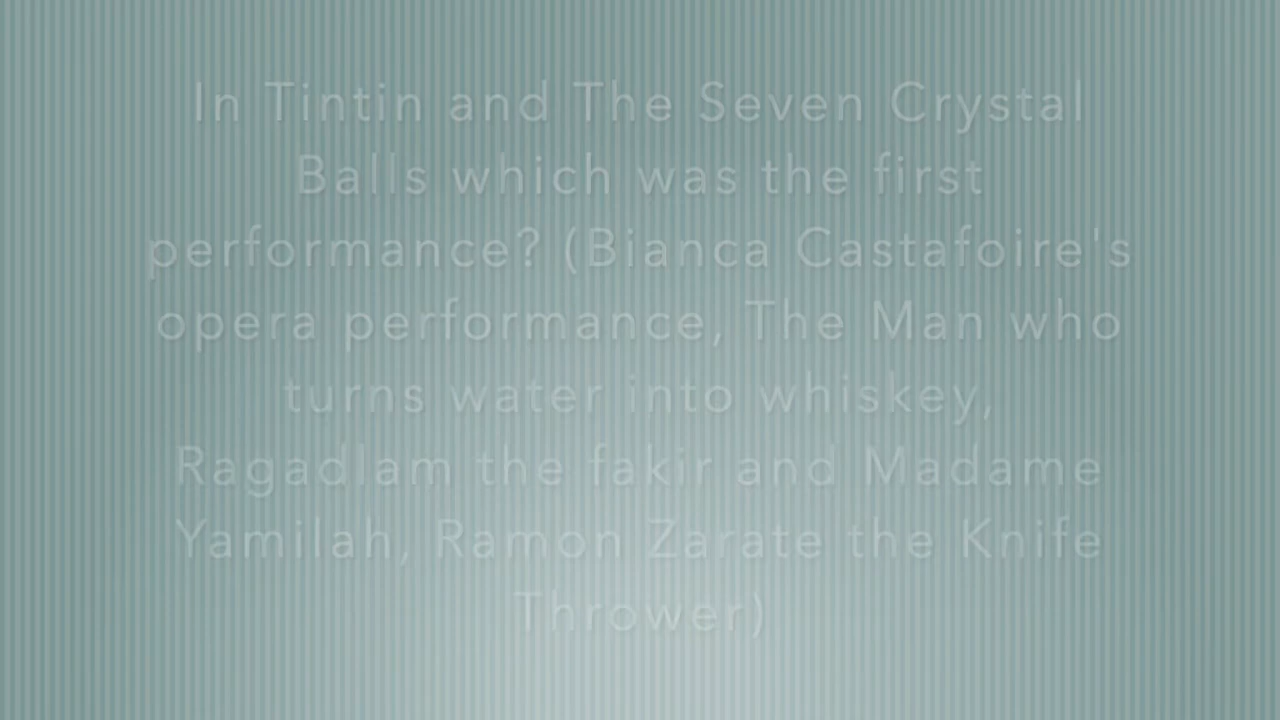 In Tintin and The Seven Crystal
Balls which was the first
performance? (Bianca Castafoire's
opera performance, The Man who
turns water into whiskey,
Ragadlam the fakir and Madame
Yamilah, Ramon Zarate the Knife
Thrower)